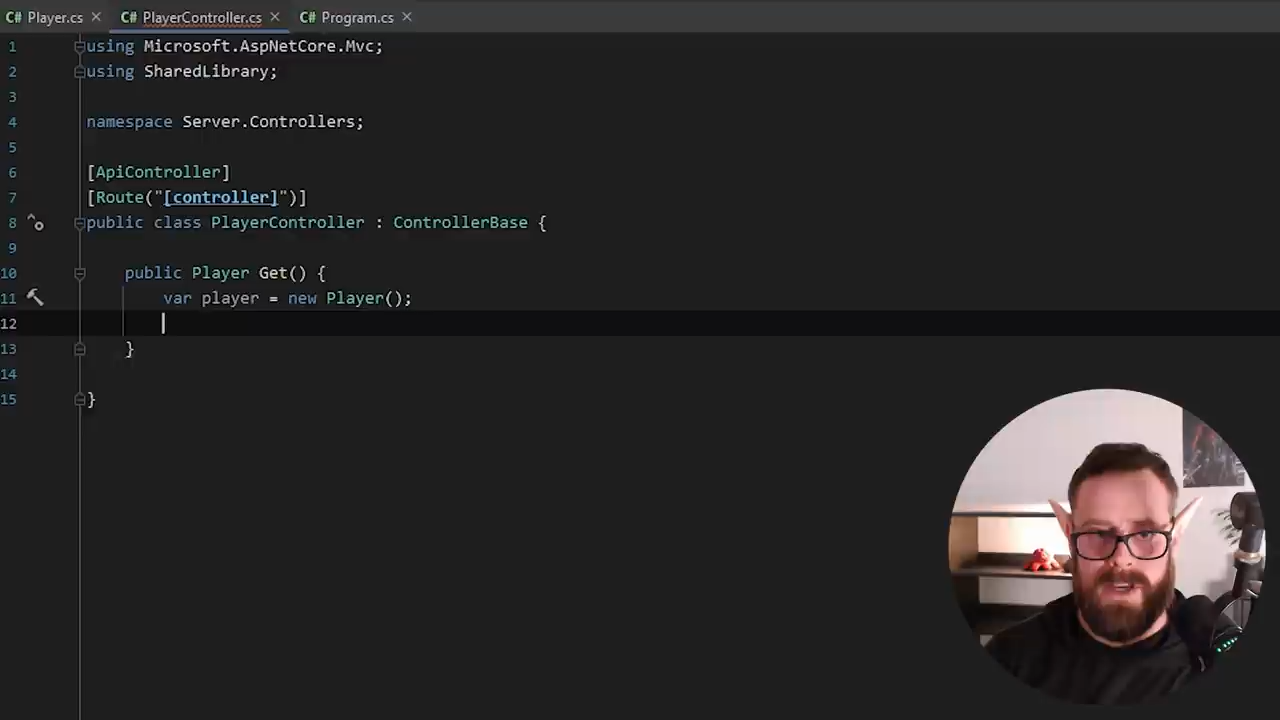 C# Player.cs × C# PlayerController.cs × C# Program.cs ×
1 using Microsoft.AspNetCore.Mvc;
2 using SharedLibrary;
3
4 namespace Server.Controllers;
5
6 [ApiController]
7 [Route("[controller]")]
8 public class PlayerController : ControllerBase {
9
10 public Player Get() {
11 var player = new Player();
12
13 }
14
15 }